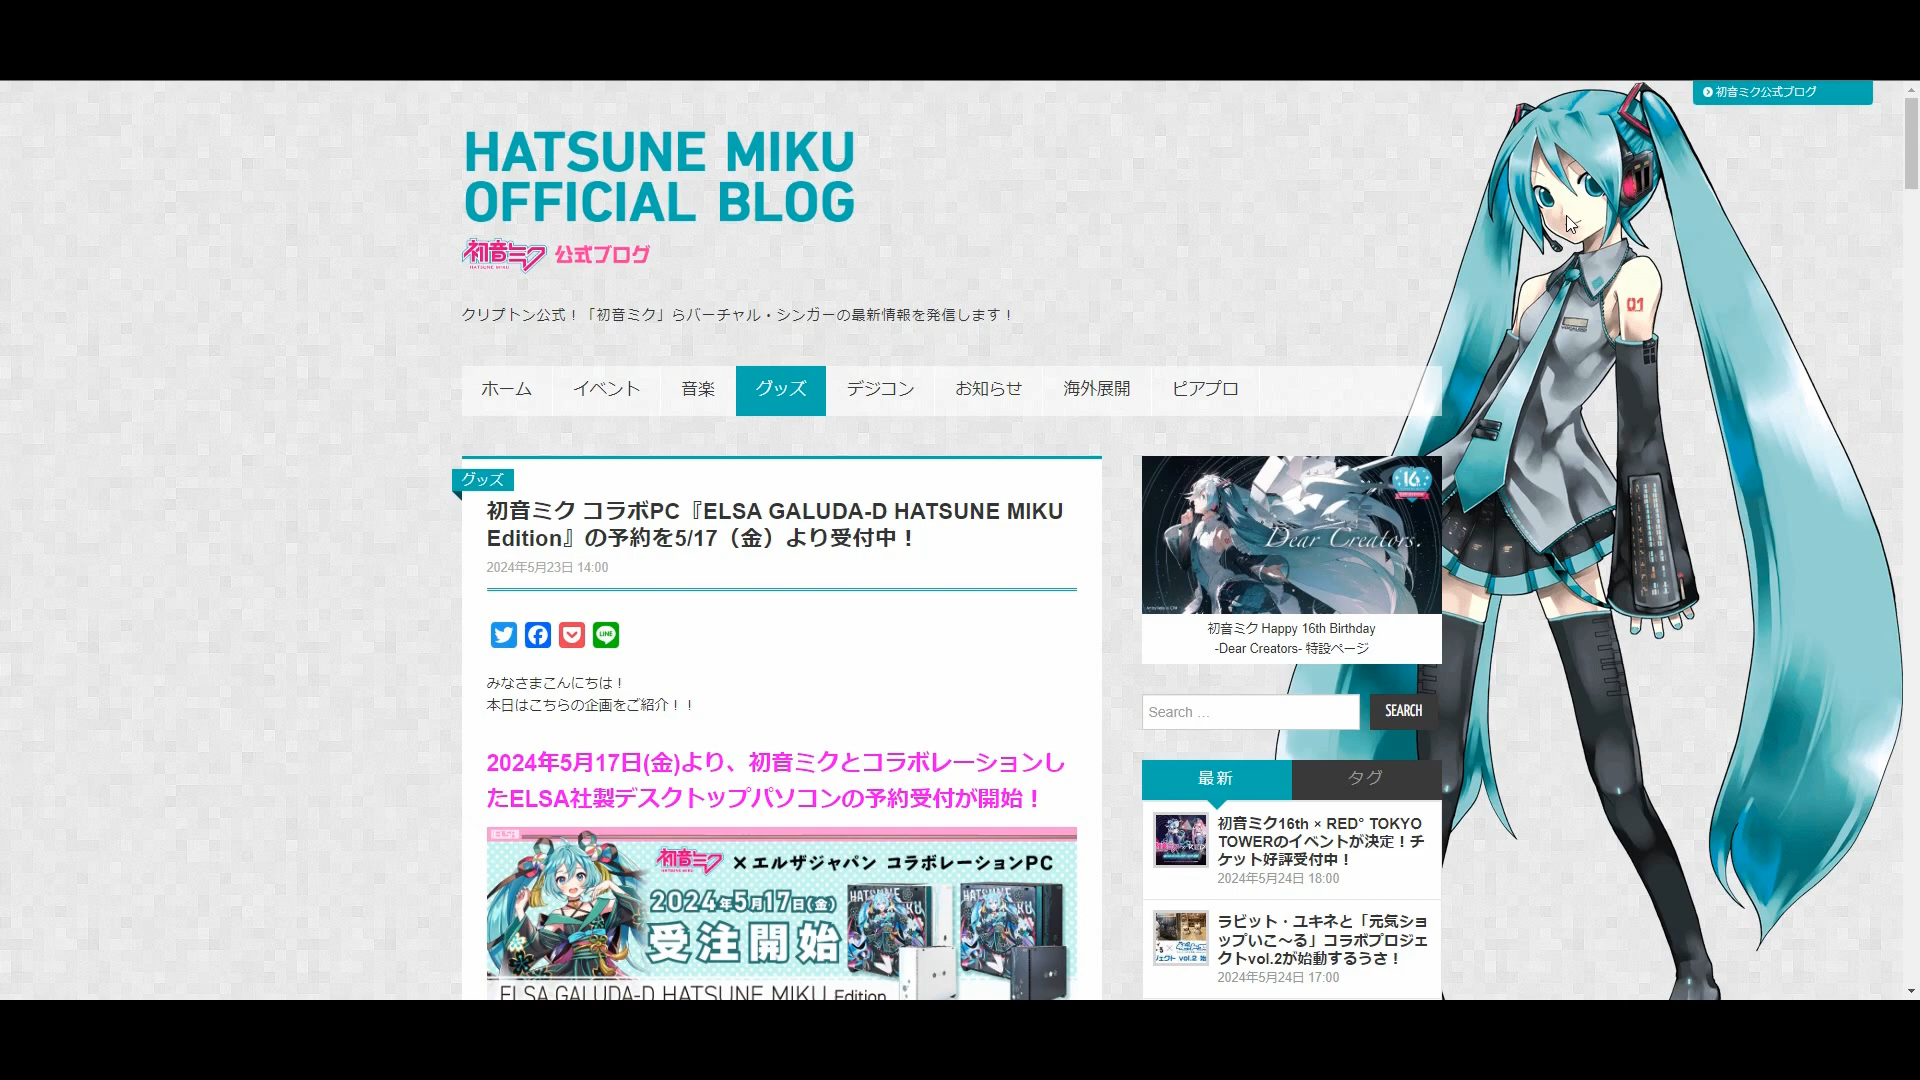 初音ミク公式ブログ
HATSUNE MIKU
OFFICIAL BLOG
初音ミク 公式ブログ
HATSUNE MIKU
クリプトン公式！「初音ミク」らバーチャル・シンガーの最新情報を発信します！
ホーム イベント 音楽 グッズ デジコン お知らせ 海外展開 ピアプロ
グッズ
初音ミク コラボPC『ELSA GALUDA-D HATSUNE MIKU
Edition』の予約を5/17（金）より受付中！
2024年5月23日 14:00
LINE
みなさまこんにちは！
本日はこちらの企画をご紹介！！
2024年5月17日(金)より、初音ミクとコラボレーションし
たELSA社製デスクトップパソコンの予約受付が開始！
ELSA
初音ミク × エルザジャパン コラボレーションPC
2024年5月17日(金)
受注開始
HATSUNE MIKU
HATSUNE MIKU
ELSA GALUDA-D HATSUNE MIKU Edition
01
16th
Dear Creators.
初音ミク Happy 16th Birthday
-Dear Creators- 特設ページ
Search …
SEARCH
最新 タグ
初音ミク16th × RED° TOKYO
TOWERのイベントが決定！チ
ケット好評受付中！
2024年5月24日 18:00
ラビット・ユキネと「元気ショ
ップいこ～る」コラボプロジェ
クトvol.2が始動するうさ！
2024年5月24日 17:00